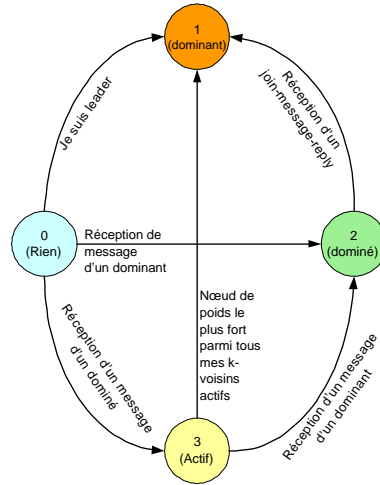 1
(dominant)
Je suis leader
Réception d'un
join-message-reply
0
(Rien)
Réception de
message
d'un dominant
2
(dominé)
Nœud de
poids le
plus fort
parmi tous
mes k-
voisins
actifs
Réception d'un message
d'un dominé
Réception d'un message
d'un dominant
3
(Actif)